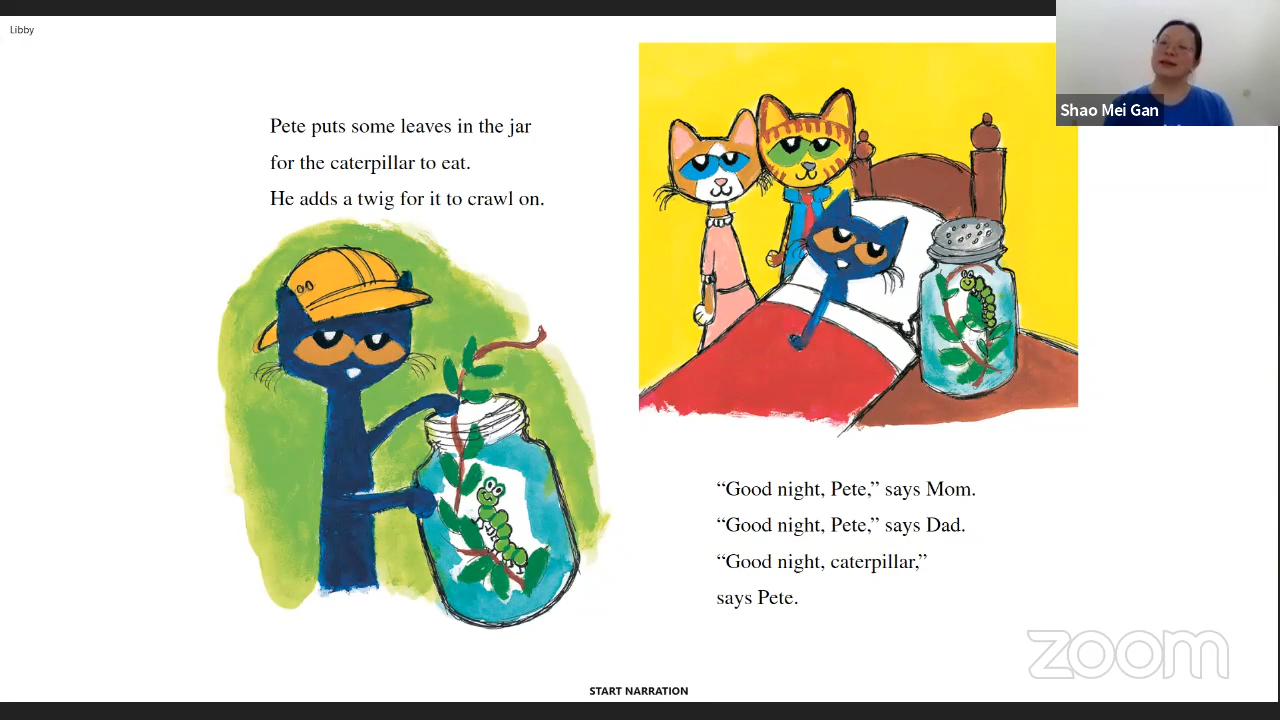 Libby
Pete puts some leaves in the jar
for the caterpillar to eat.
He adds a twig for it to crawl on.
Shao Mei Gan
“Good night, Pete,” says Mom.
“Good night, Pete,” says Dad.
“Good night, caterpillar,”
says Pete.
zoom
START NARRATION